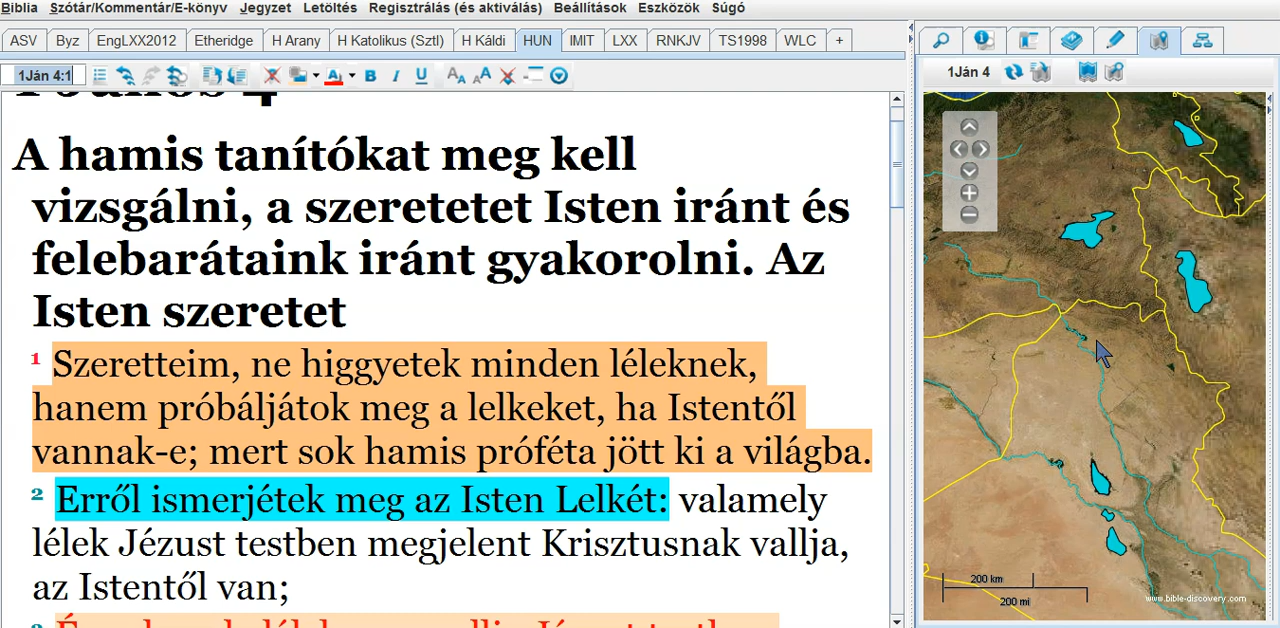 Biblia Szótár/Kommentár/E-könyv Jegyzet Letöltés Regisztrálás (és aktiválás) Beállítások Eszközök Súgó
ASV Byz EngLXX2012 Etheridge H Arany H Katolikus (Sztl) H Káldi HUN IMIT LXX RNKJV TS1998 WLC +
1Ján 4:1
1Ján 4
A hamis tanítókat meg kell
vizsgálni, a szeretetet Isten iránt és
felebarátaink iránt gyakorolni. Az
Isten szeretet
1 Szeretteim, ne higgyetek minden léleknek,
hanem próbáljátok meg a lelkeket, ha Istentől
vannak-e; mert sok hamis próféta jött ki a világba.
2 Erről ismerjétek meg az Isten Lelkét: valamely
lélek Jézust testben megjelent Krisztusnak vallja,
az Istentől van;
200 km
200 mi
www.bible-discovery.com